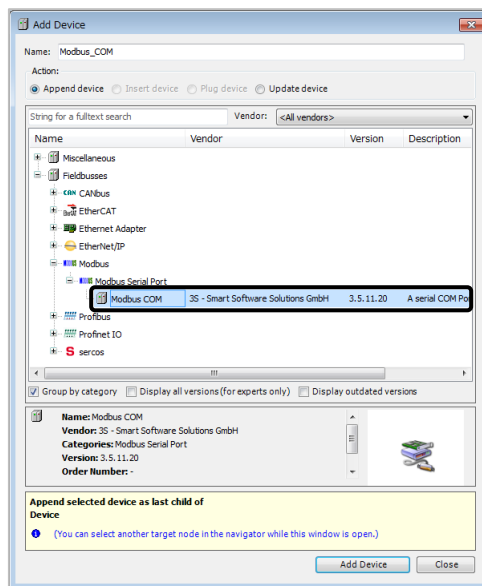 Add Device
Name: Modbus_COM
Action:
Append device Insert device Plug device Update device
String for a fulltext search Vendor: <All vendors>
Name Vendor Version Description
Miscellaneous
Fieldbusses
CAN CANbus
EtherCAT
Ethernet Adapter
EtherNet/IP
Modbus
Modbus Serial Port
Modbus COM 3S - Smart Software Solutions GmbH 3.5.11.20 A serial COM Po
Profibus
Profinet IO
S sercos
Group by category Display all versions (for experts only) Display outdated versions
Name: Modbus COM
Vendor: 3S - Smart Software Solutions GmbH
Categories: Modbus Serial Port
Version: 3.5.11.20
Order Number: -
Append selected device as last child of
Device
(You can select another target node in the navigator while this window is open.)
Add Device Close